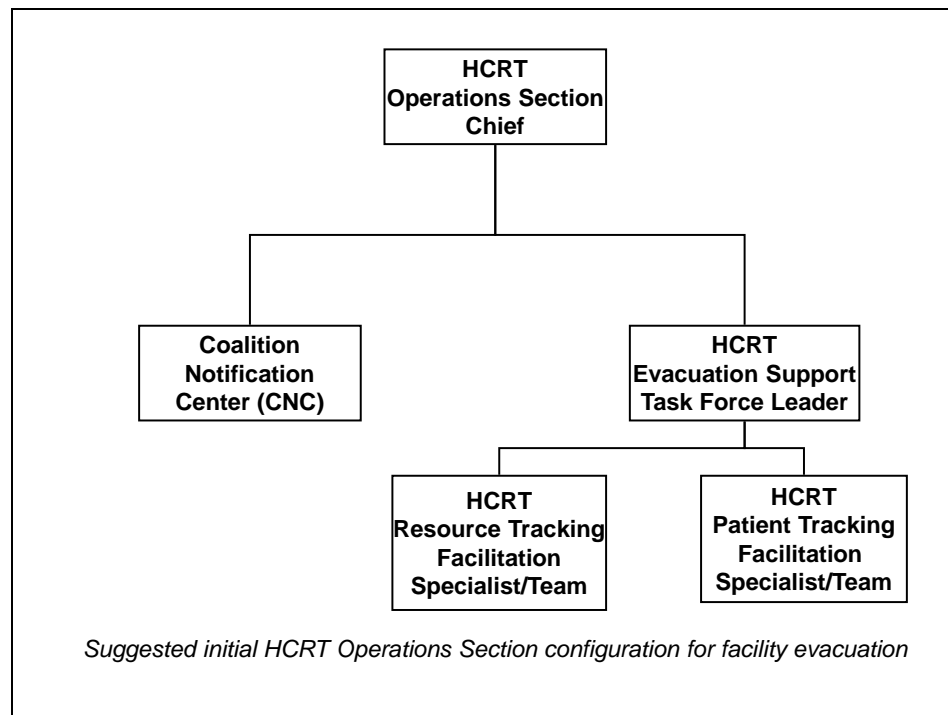 HCRT
Operations Section
Chief
Coalition
Notification
Center (CNC)
HCRT
Evacuation Support
Task Force Leader
HCRT
Resource Tracking
Facilitation
Specialist/Team
HCRT
Patient Tracking
Facilitation
Specialist/Team
Suggested initial HCRT Operations Section configuration for facility evacuation